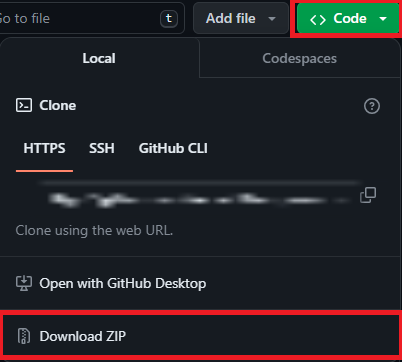 Go to file t Add file Code
Local Codespaces
Clone ?
HTTPS SSH GitHub CLI
Clone using the web URL.
Open with GitHub Desktop
Download ZIP